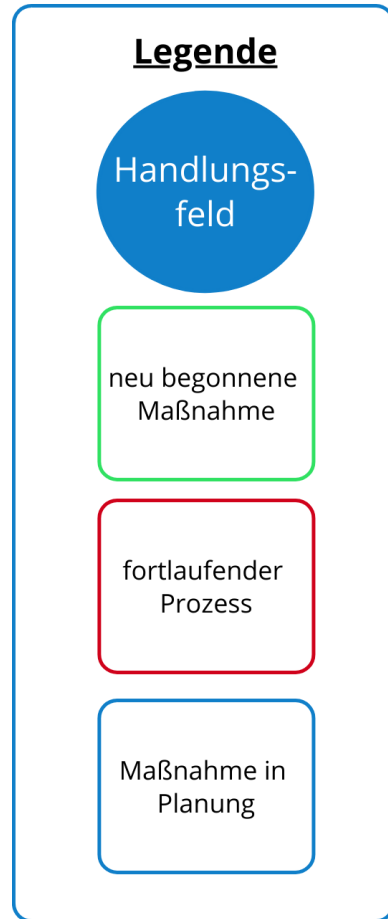 Legende
Handlungs-
feld
neu begonnene
Maßnahme
fortlaufender
Prozess
Maßnahme in
Planung